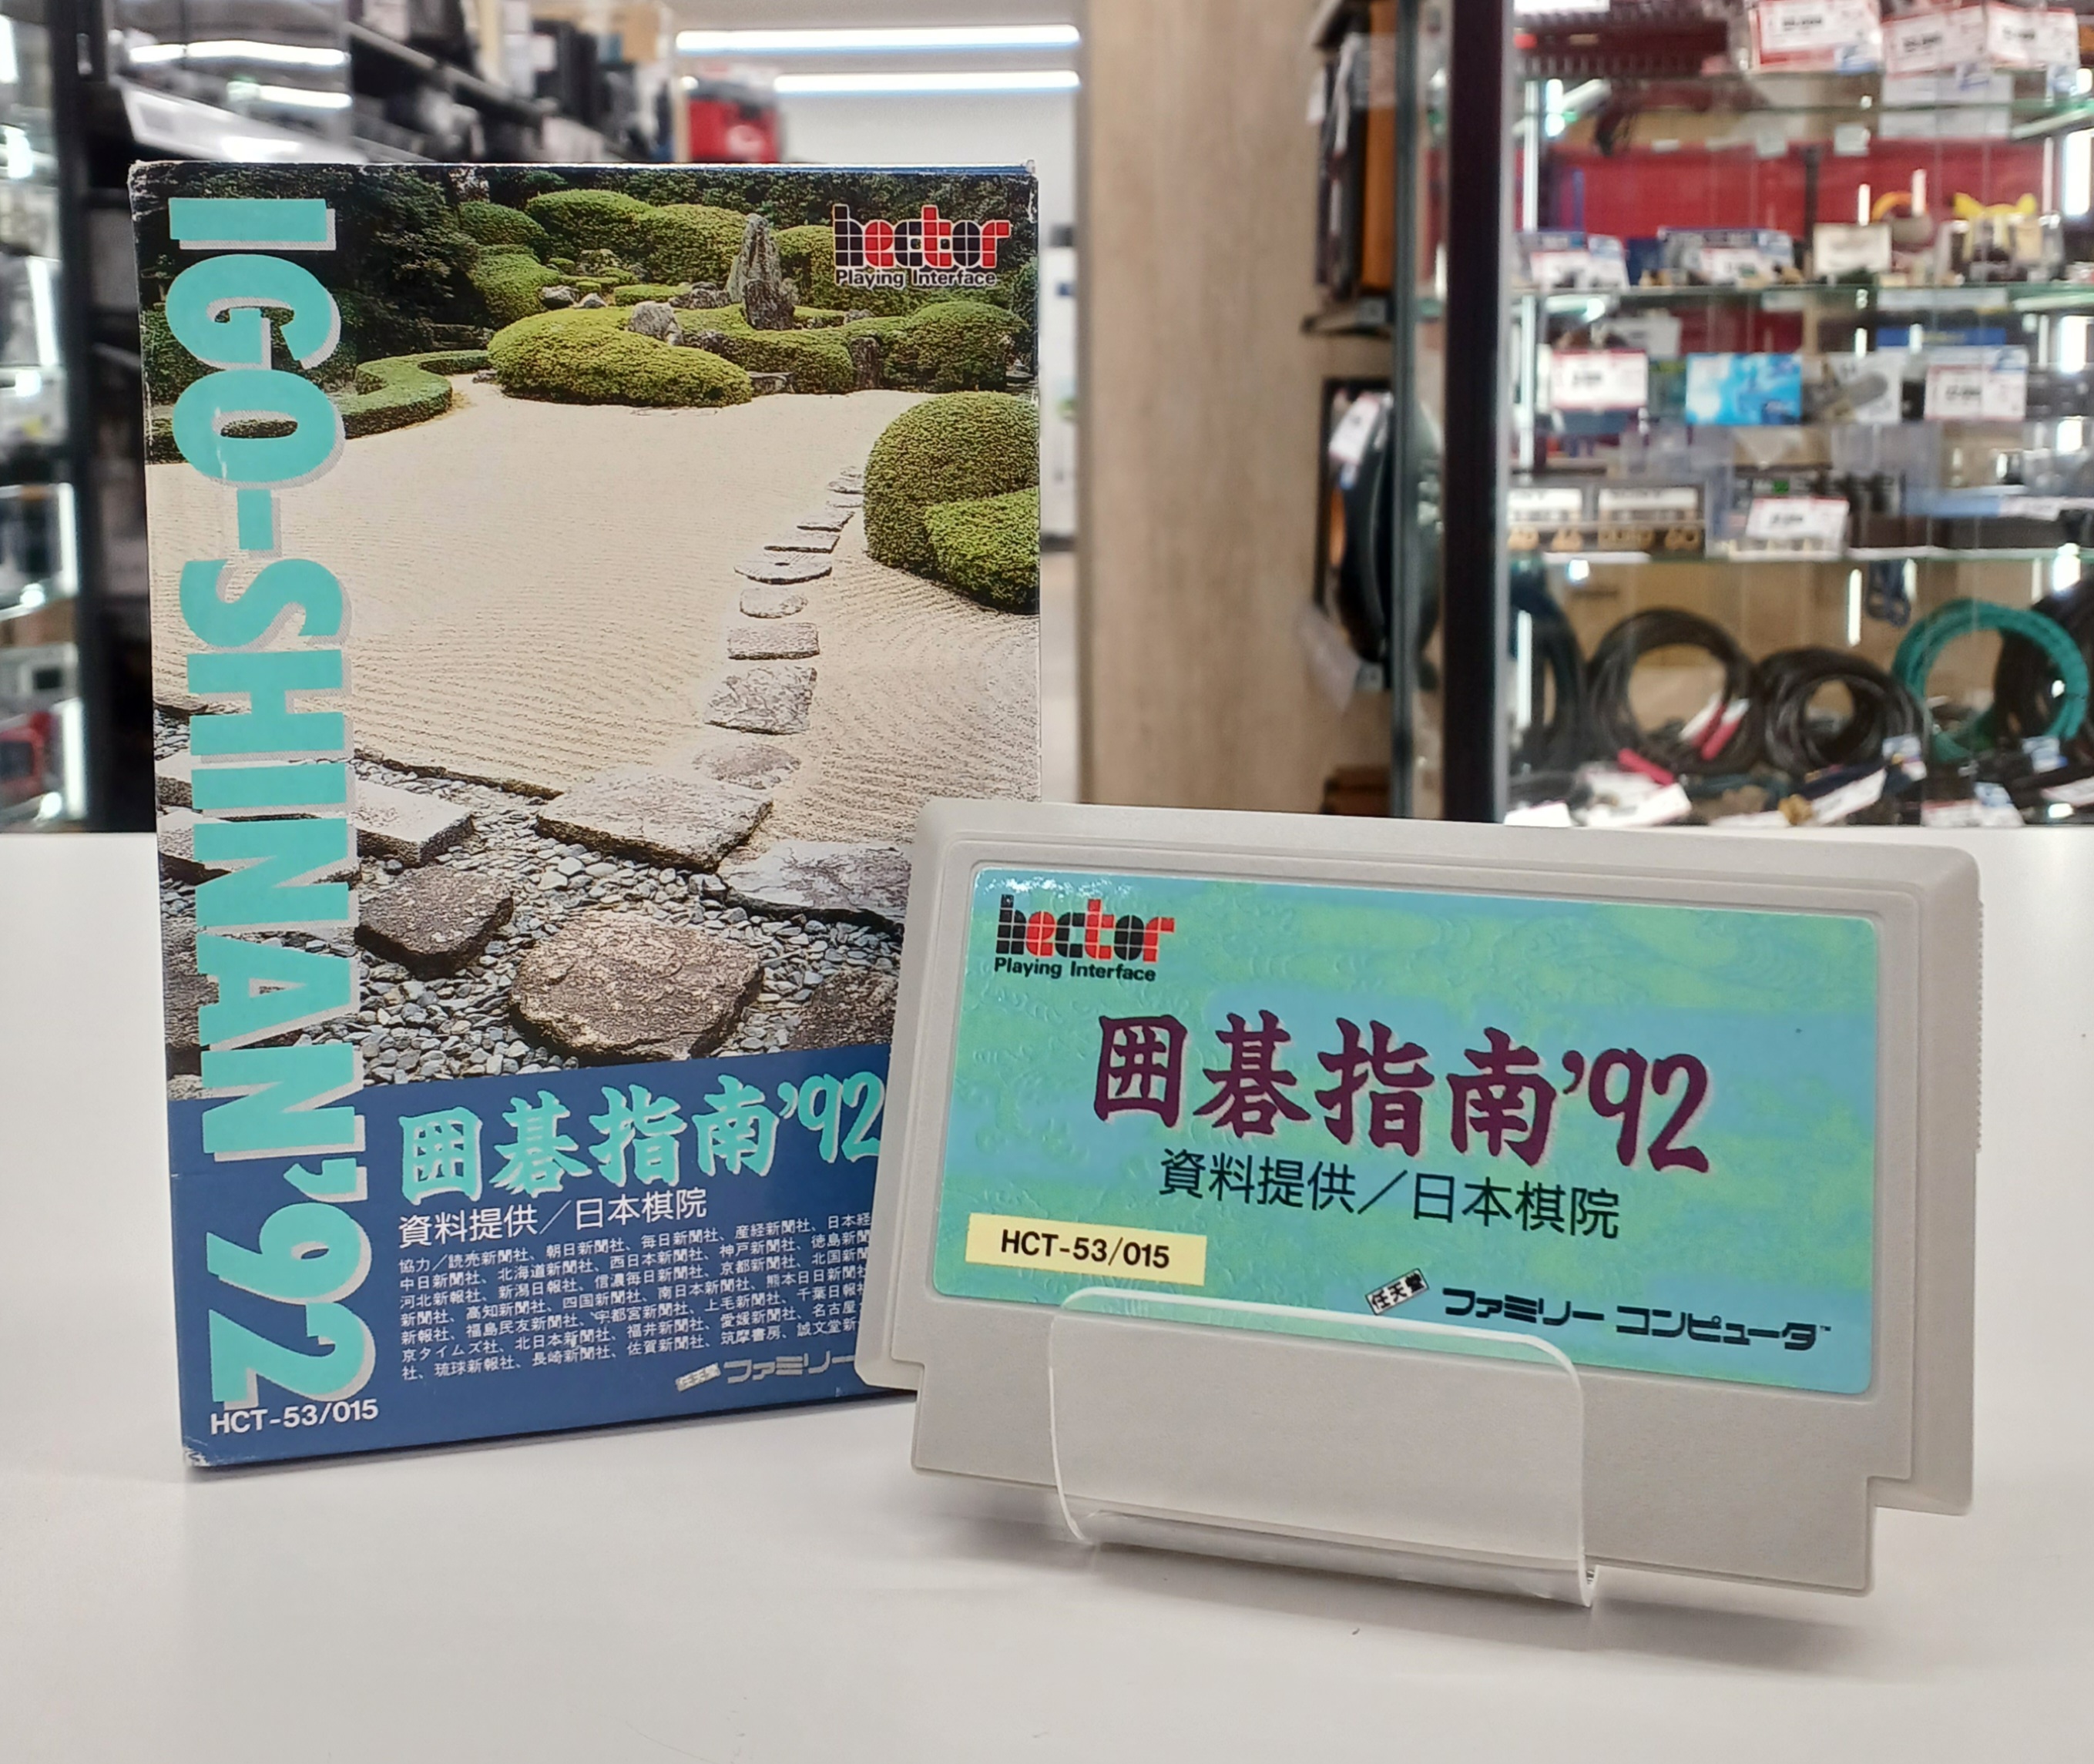 IGO-SHINAN'92
hector
Playing Interface
囲碁指南'92
資料提供／日本棋院
協力／読売新聞社、朝日新聞社、毎日新聞社、産経新聞社、日本経
中日新聞社、北海道新聞社、西日本新聞社、神戸新聞社、徳島新聞
河北新報社、新潟日報社、信濃毎日新聞社、京都新聞社、北国新聞
新聞社、高知新聞社、四国新聞社、南日本新聞社、熊本日日新聞社
新報社、福島民友新聞社、宇都宮新聞社、上毛新聞社、千葉日報社
京タイムズ社、北日本新聞社、福井新聞社、愛媛新聞社、名古屋
社、琉球新報社、長崎新聞社、佐賀新聞社、筑摩書房、誠文堂新
任天堂 ファミリー
HCT-53/015
hector
Playing Interface
囲碁指南'92
資料提供／日本棋院
HCT-53/015
任天堂 ファミリー コンピュータ™